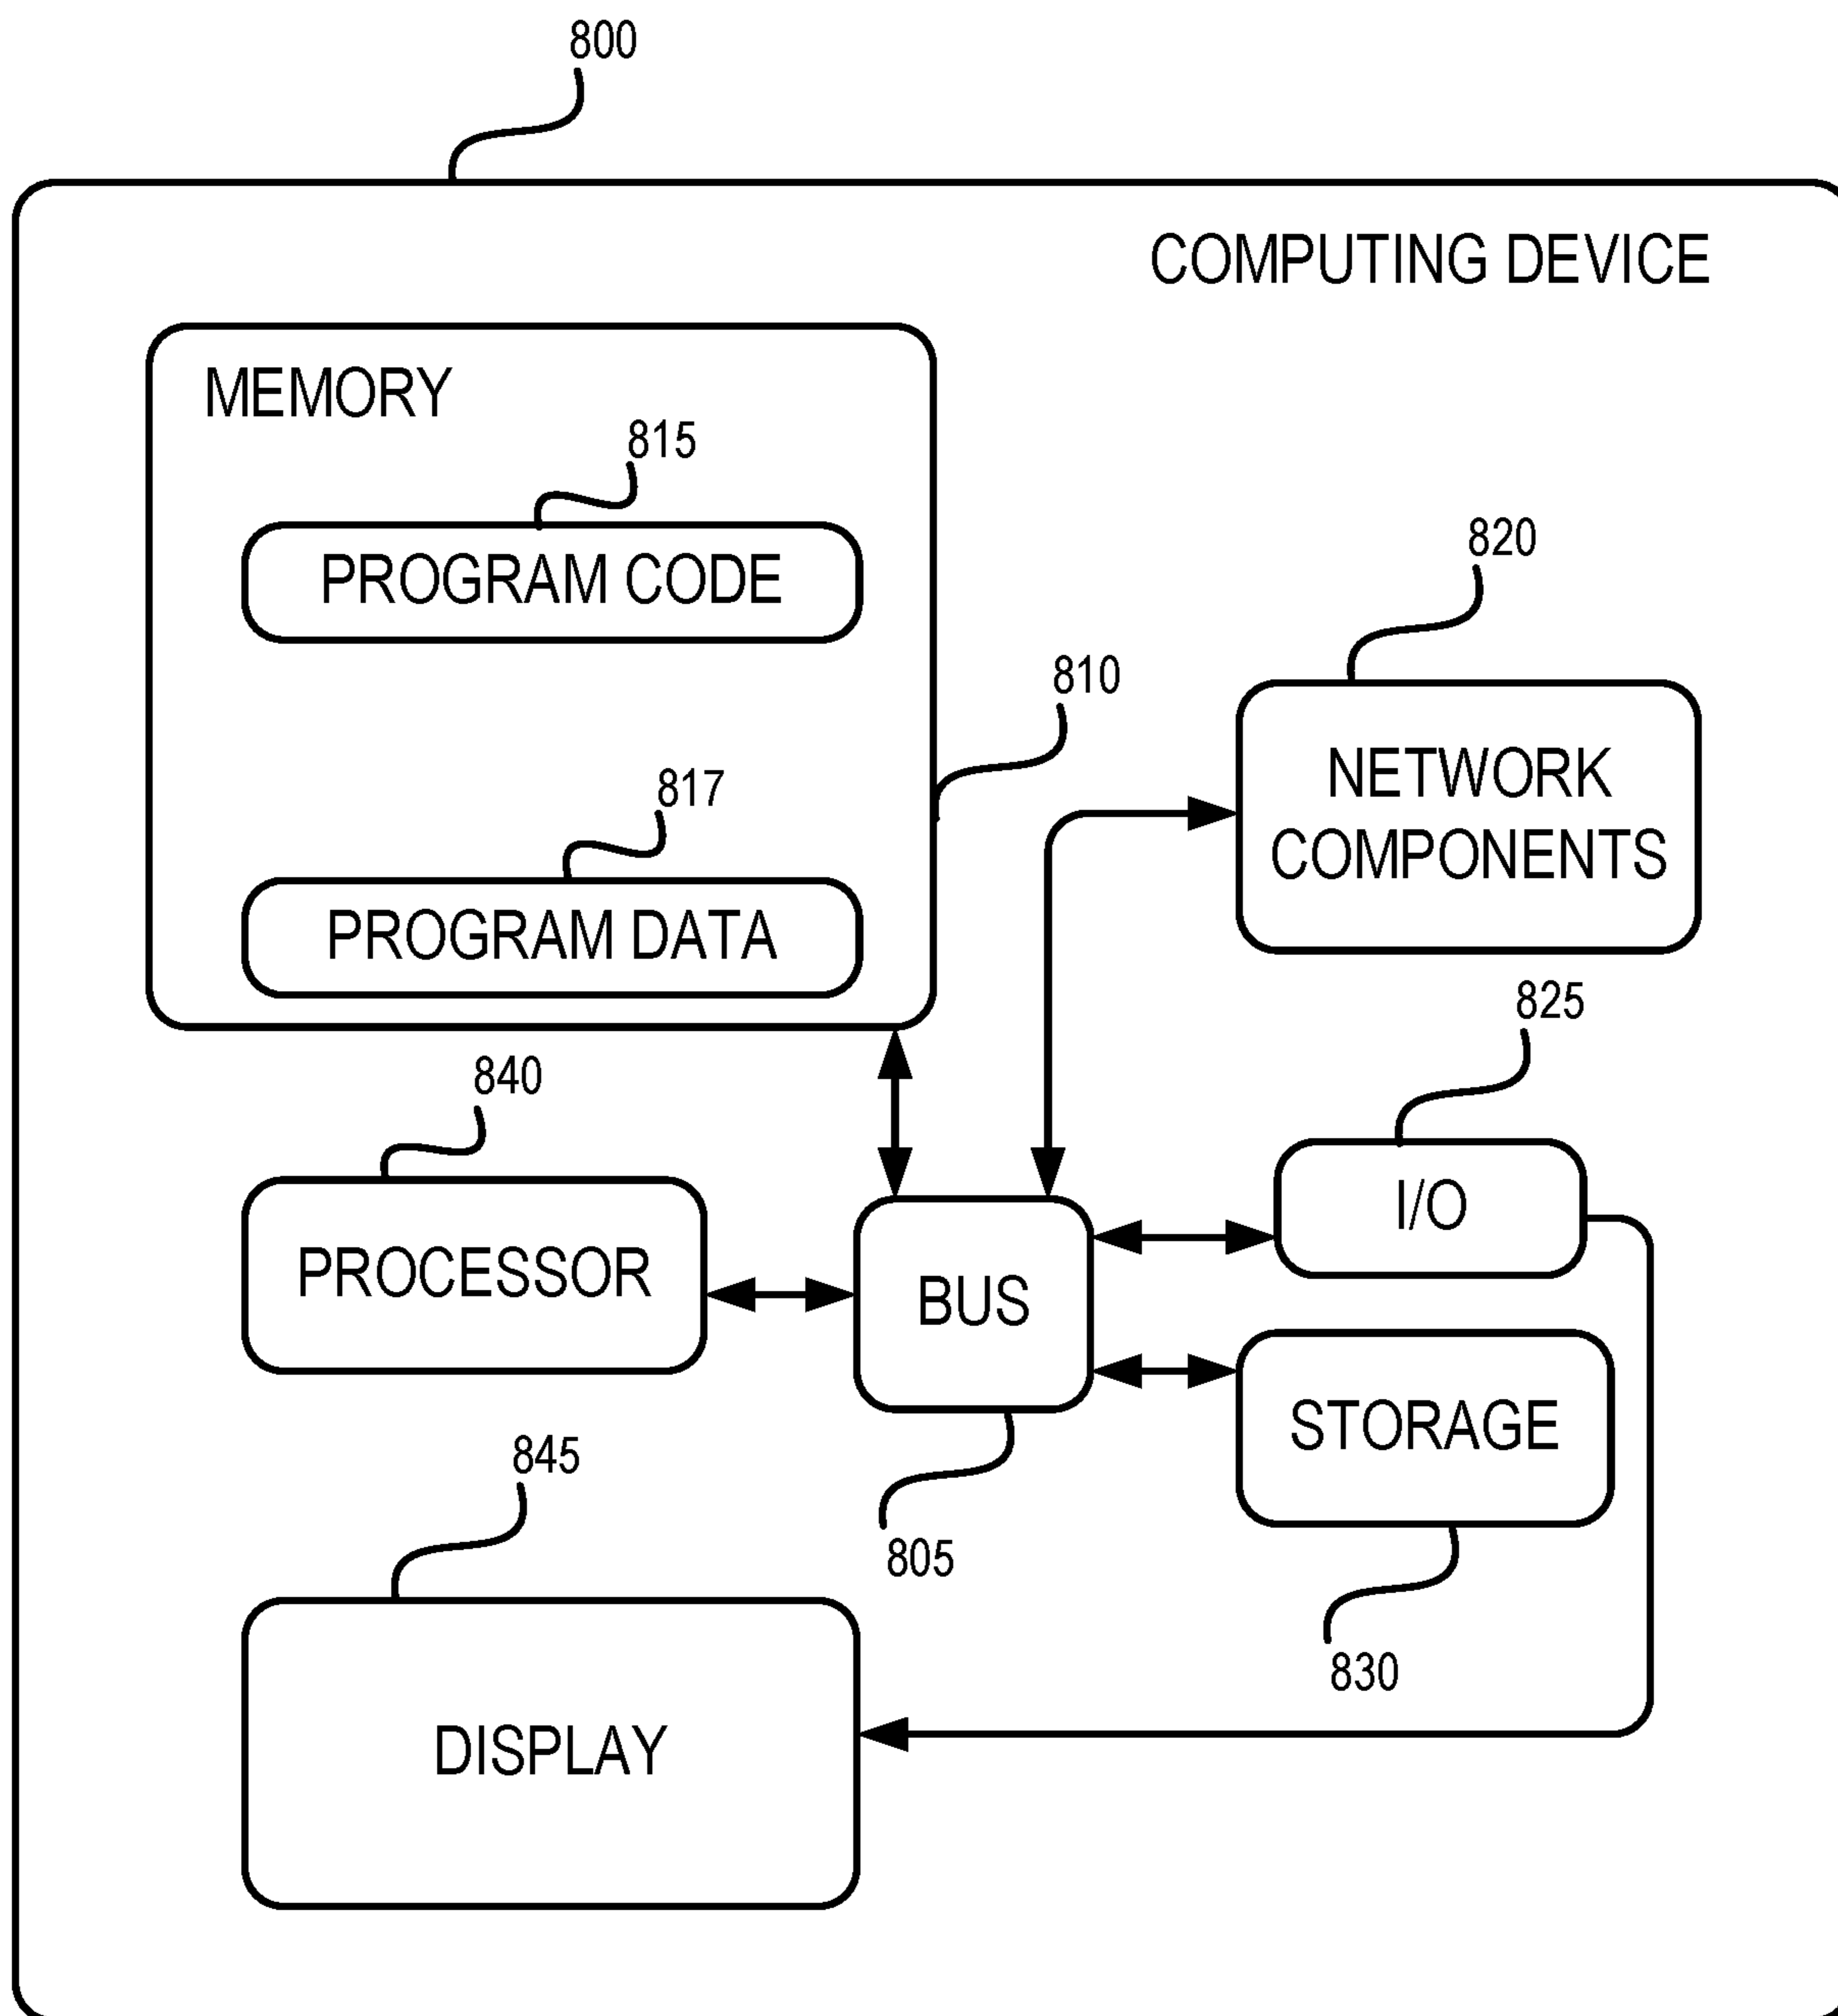 800
COMPUTING DEVICE
MEMORY
815
PROGRAM CODE
820
810
NETWORK
COMPONENTS
817
PROGRAM DATA
825
840
I/O
PROCESSOR
BUS
STORAGE
845
805
830
DISPLAY